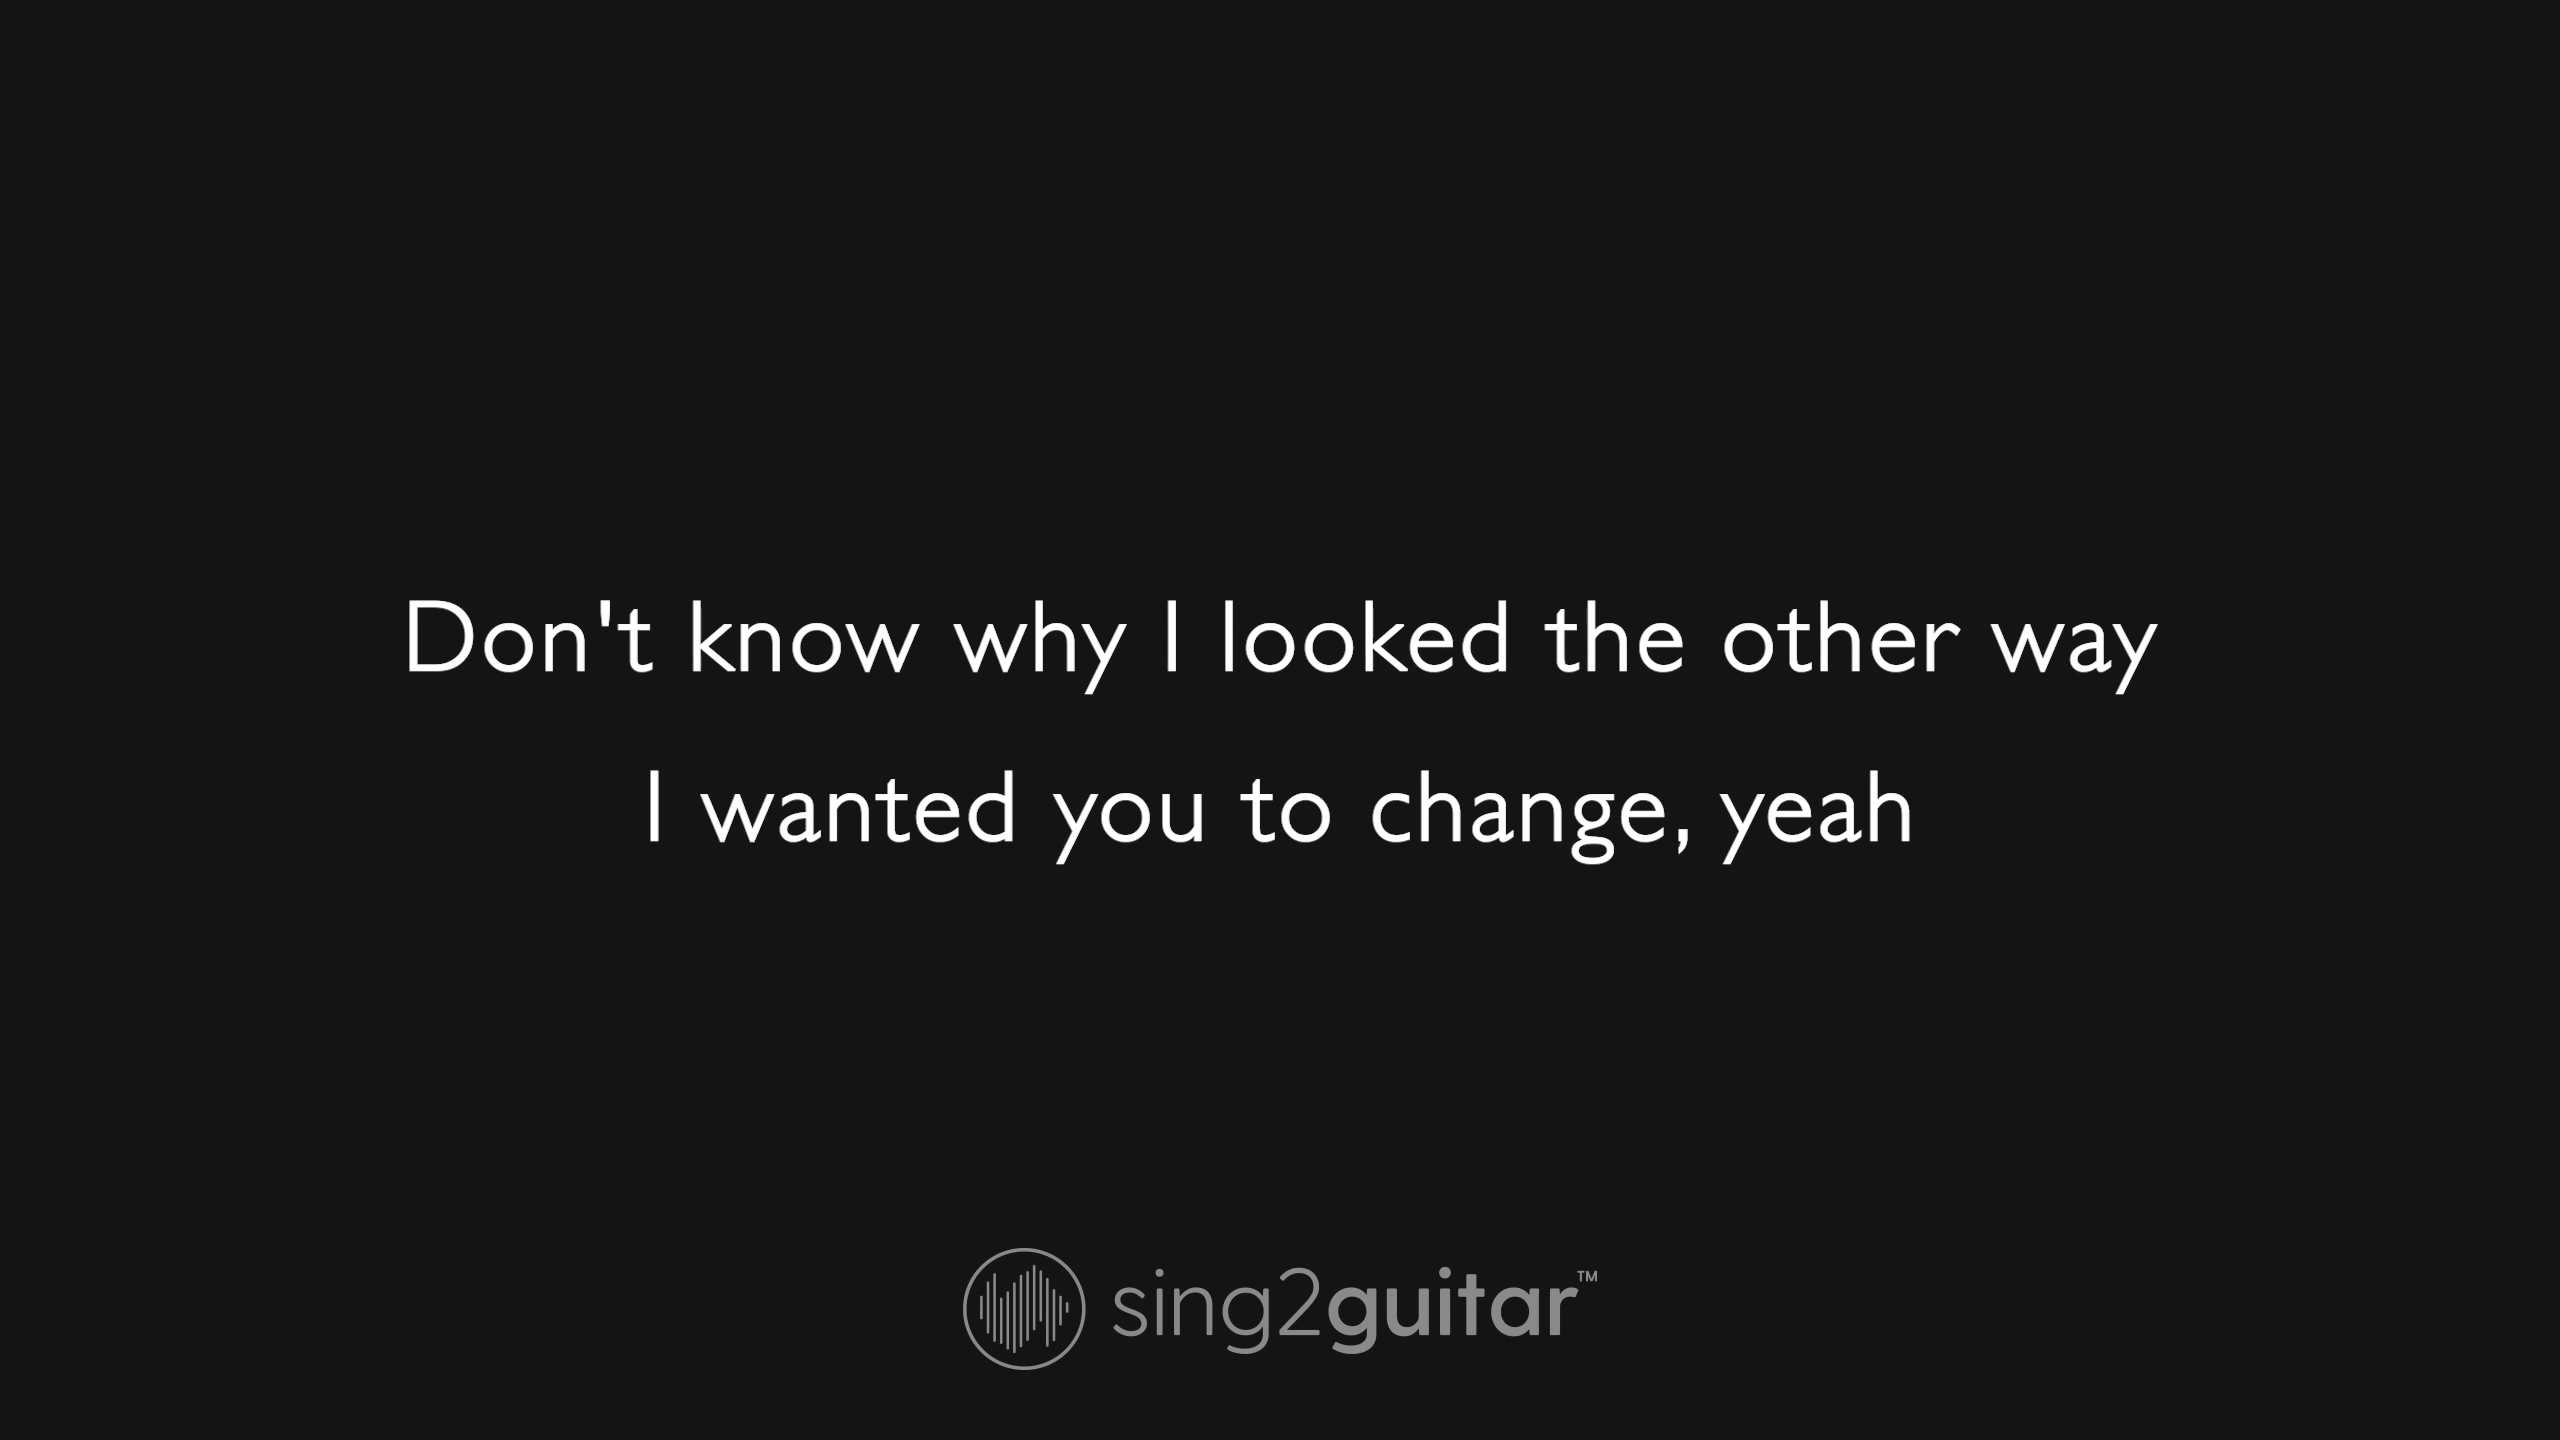 Don't know why I looked the other way
I wanted you to change, yeah
sing2guitar™